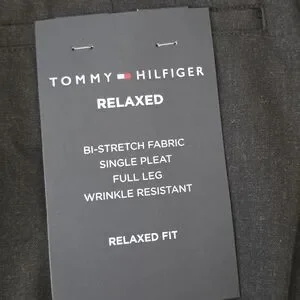 TOMMY HILFIGER
RELAXED
BI-STRETCH FABRIC
SINGLE PLEAT
FULL LEG
WRINKLE RESISTANT
RELAXED FIT